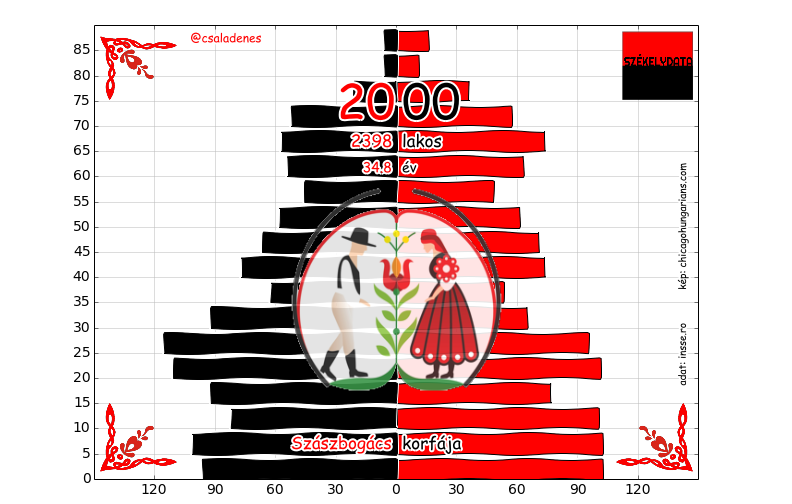 @csaladenes
SZÉKELYDATA
2000
2398 lakos
34.8 év
kép: chicagohungarians.com
adat: insse.ro
Szászbogács korfája
85
80
75
70
65
60
55
50
45
40
35
30
25
20
15
10
5
0
120 90 60 30 0 30 60 90 120